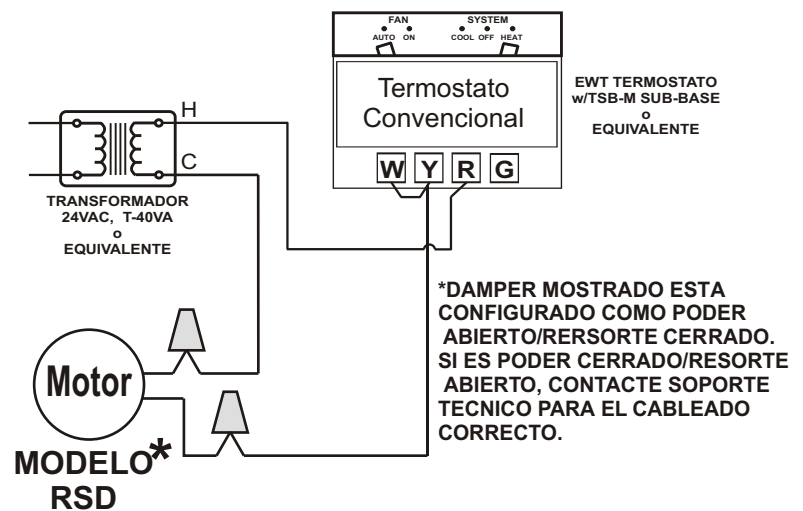 FAN SYSTEM
AUTO ON COOL OFF HEAT
Termostato
Convencional
W Y R G
EWT TERMOSTATO
w/TSB-M SUB-BASE
o
EQUIVALENTE
H
C
TRANSFORMADOR
24VAC, T-40VA
o
EQUIVALENTE
*DAMPER MOSTRADO ESTA
CONFIGURADO COMO PODER
ABIERTO/RERSORTE CERRADO.
SI ES PODER CERRADO/RESORTE
ABIERTO, CONTACTE SOPORTE
TECNICO PARA EL CABLEADO
CORRECTO.
Motor
MODELO*
RSD